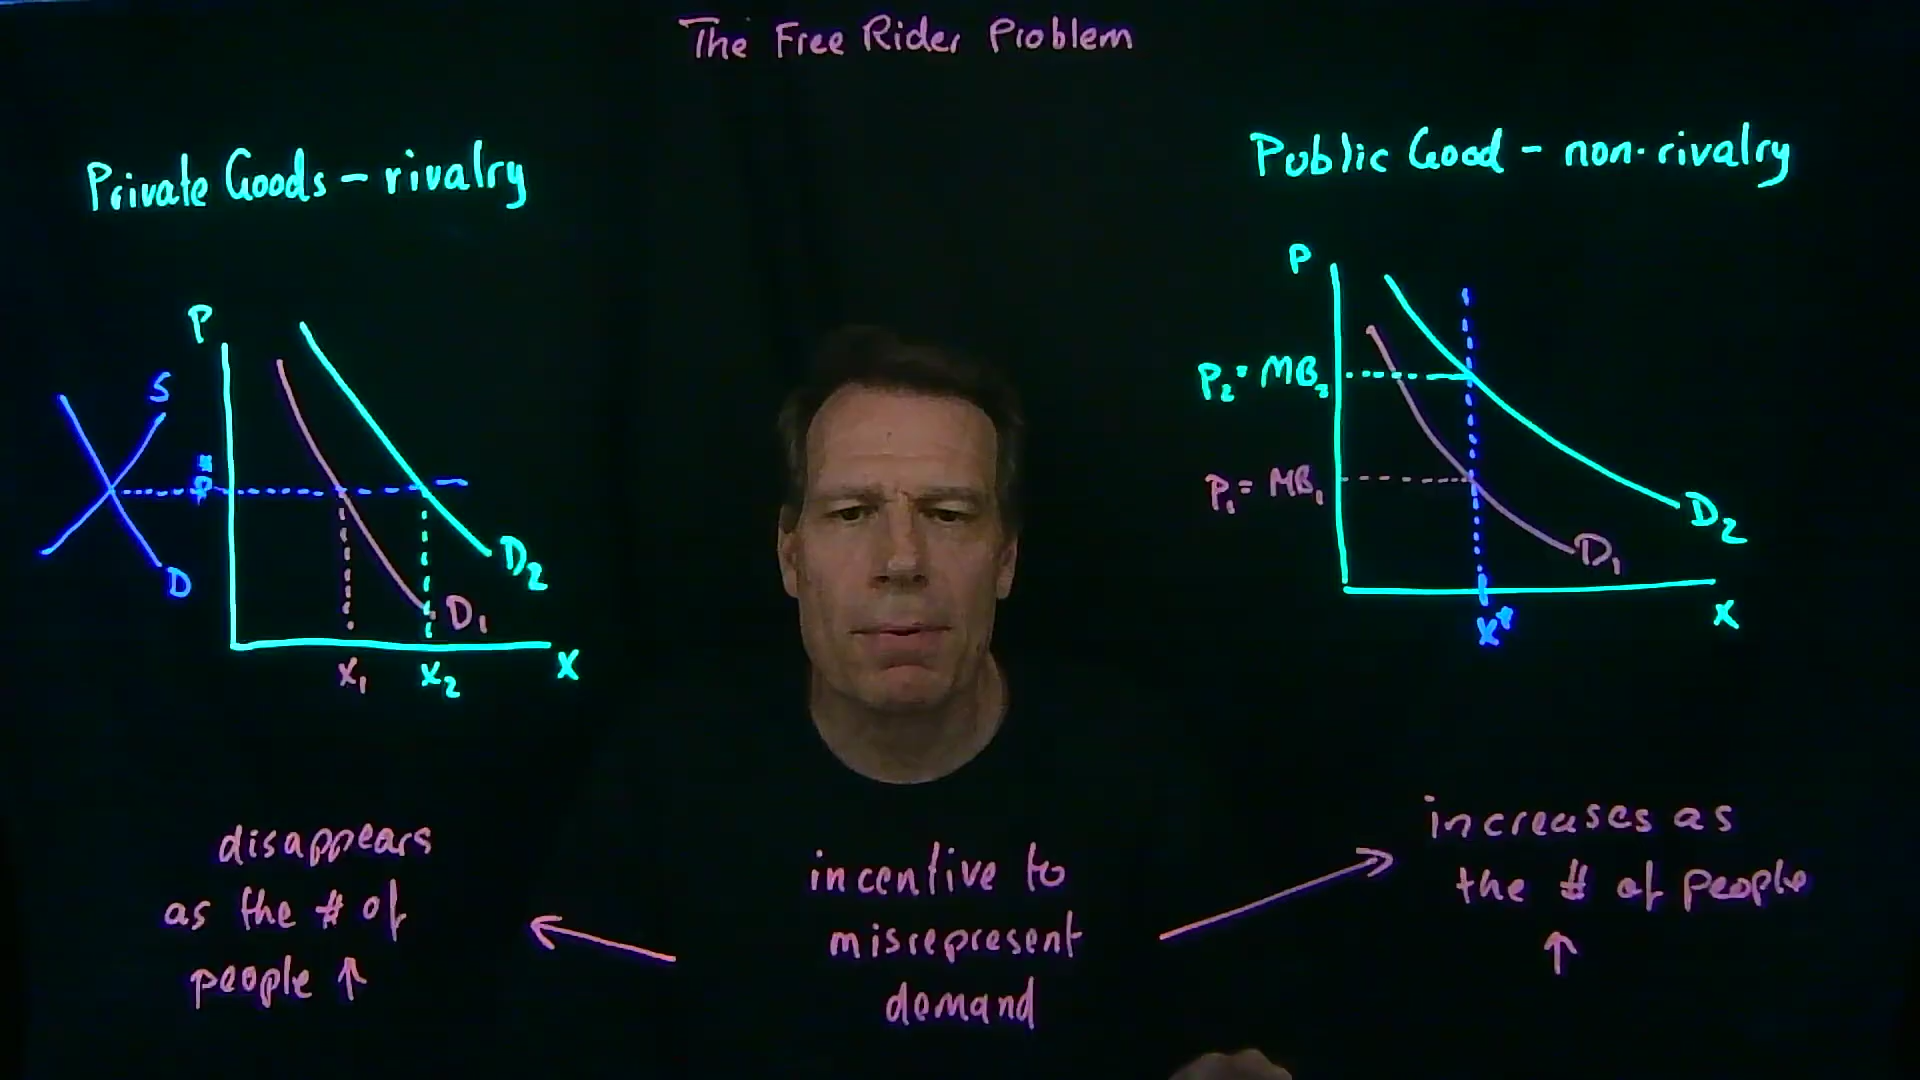 The Free Rider Problem
Private Goods - rivalry
P
S
P*
D
D2
D1
x1
x2
x
Public Good - non-rivalry
P
P2 = MB2
P1 = MB1
D2
D1
x*
x
disappears
as the # of
people ↑
incentive to
misrepresent
demand
increases as
the # of people
↑